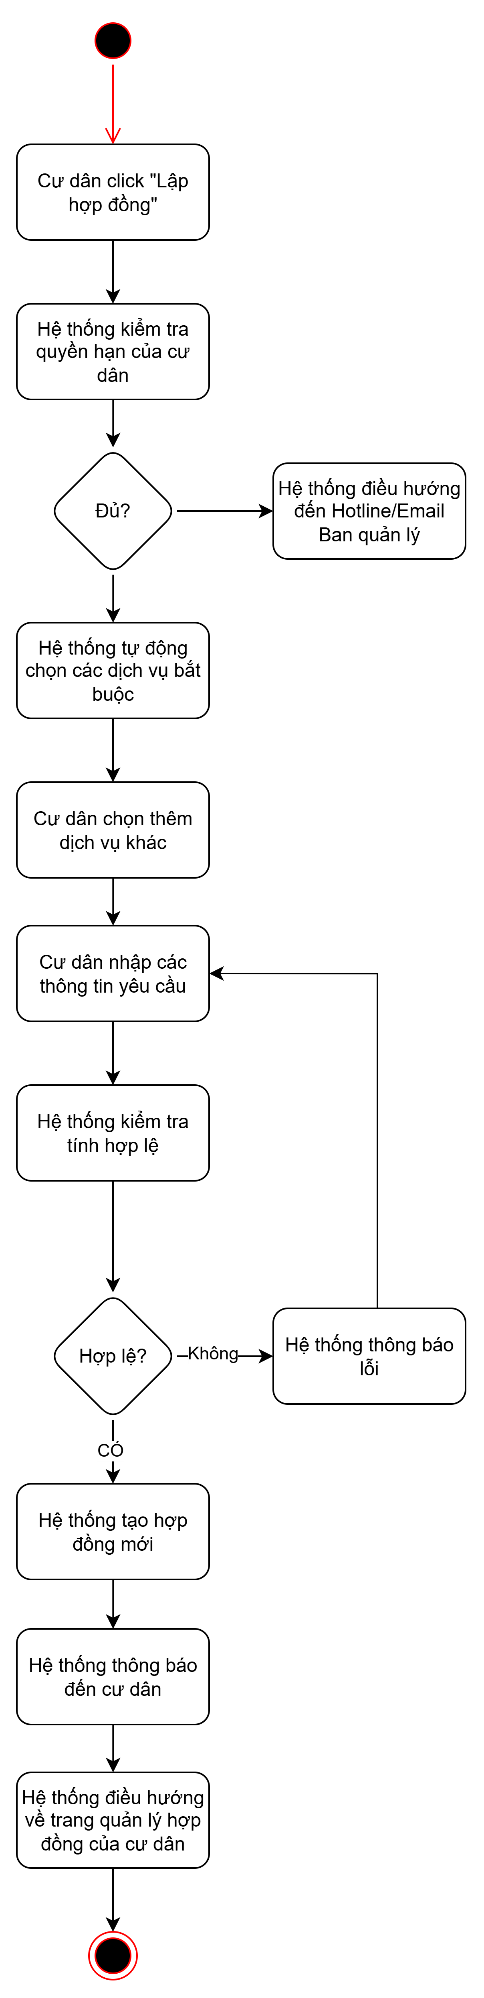 Cư dân click "Lập
hợp đồng"
Hệ thống kiểm tra
quyền hạn của cư
dân
Đủ?
Hệ thống điều hướng
đến Hotline/Email
Ban quản lý
Hệ thống tự động
chọn các dịch vụ bắt
buộc
Cư dân chọn thêm
dịch vụ khác
Cư dân nhập các
thông tin yêu cầu
Hệ thống kiểm tra
tính hợp lệ
Hợp lệ?
Không
Hệ thống thông báo
lỗi
CÓ
Hệ thống tạo hợp
đồng mới
Hệ thống thông báo
đến cư dân
Hệ thống điều hướng
về trang quản lý hợp
đồng của cư dân